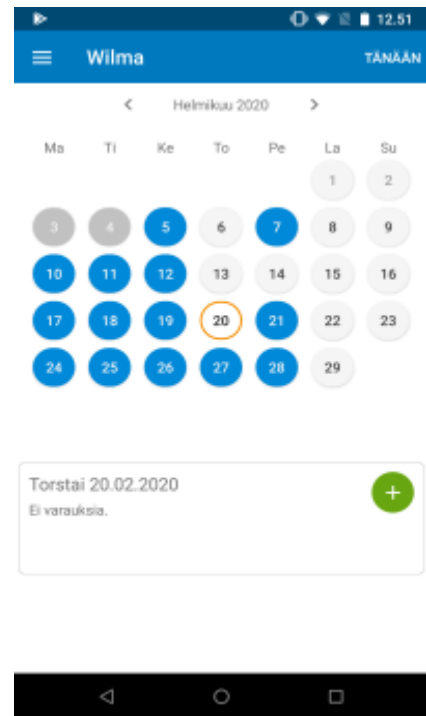 12.51
Wilma TÄNÄÄN
Helmikuu 2020
Ma Ti Ke To Pe La Su
1 2
3 4 5 6 7 8 9
10 11 12 13 14 15 16
17 18 19 20 21 22 23
24 25 26 27 28 29
Torstai 20.02.2020
Ei varauksia.